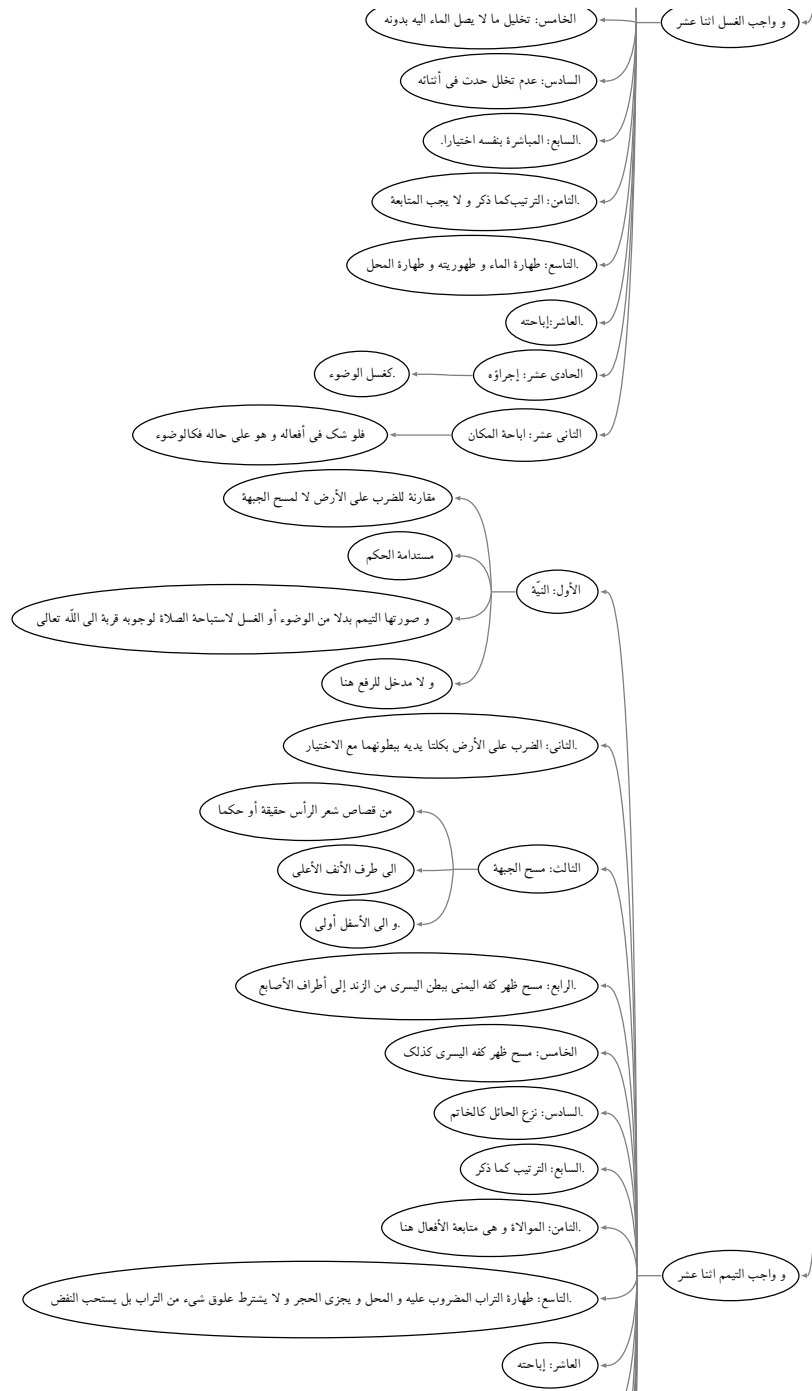 و واجب الغسل اثنا عشر
الخامس: تخليل ما لا يصل الماء اليه بدونه
السادس: عدم تخلل حدث فى أثنائه
.السابع: المباشرة بنفسه اختيارا.
.الثامن: الترتيب‌كما ذكر و لا يجب المتابعة
.التاسع: طهارة الماء و طهوريته و طهارة المحل
.العاشر:إباحته
الحادى عشر: إجراؤه
.كغسل الوضوء
الثانى عشر: اباحة المكان
فلو شک فى أفعاله و هو على حاله فكالوضوء
و واجب التيمم اثنا عشر
الأول: النيّة
مقارنة للضرب على الأرض لا لمسح الجبهة
مستدامة الحكم
و صورتها التيمم بدلا من الوضوء أو الغسل لاستباحة الصلاة لوجوبه قربة الى اللّه تعالى
و لا مدخل للرفع هنا
.الثانى: الضرب على الأرض بكلتا يديه ببطونهما مع الاختيار
الثالث: مسح الجبهة
من قصاص شعر الرأس حقيقة أو حكما
الى طرف الأنف الأعلى
.و الى الأسفل أولى
.الرابع: مسح ظهر كفه اليمنى ببطن اليسرى من الزند إلى أطراف الأصابع
الخامس: مسح ظهر كفه اليسرى كذلک
.السادس: نزع الحائل كالخاتم
.السابع: الترتيب كما ذكر
.الثامن: الموالاة و هى متابعة الأفعال هنا
.التاسع: طهارة التراب المضروب عليه و المحل و يجزى الحجر و لا يشترط علوق شى‌ء من التراب بل يستحب النفض
العاشر: إباحته